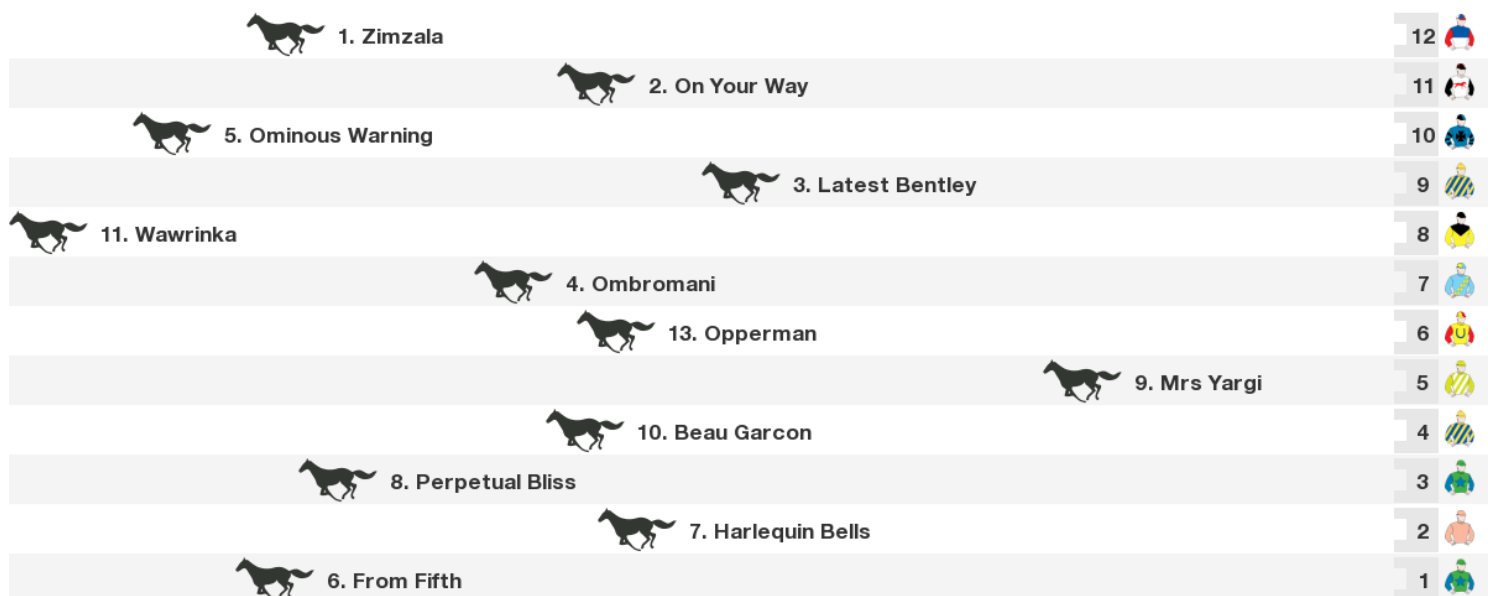 1. Zimzala 12
2. On Your Way 11
5. Ominous Warning 10
3. Latest Bentley 9
11. Wawrinka 8
4. Ombromani 7
13. Opperman 6
9. Mrs Yargi 5
10. Beau Garcon 4
8. Perpetual Bliss 3
7. Harlequin Bells 2
6. From Fifth 1